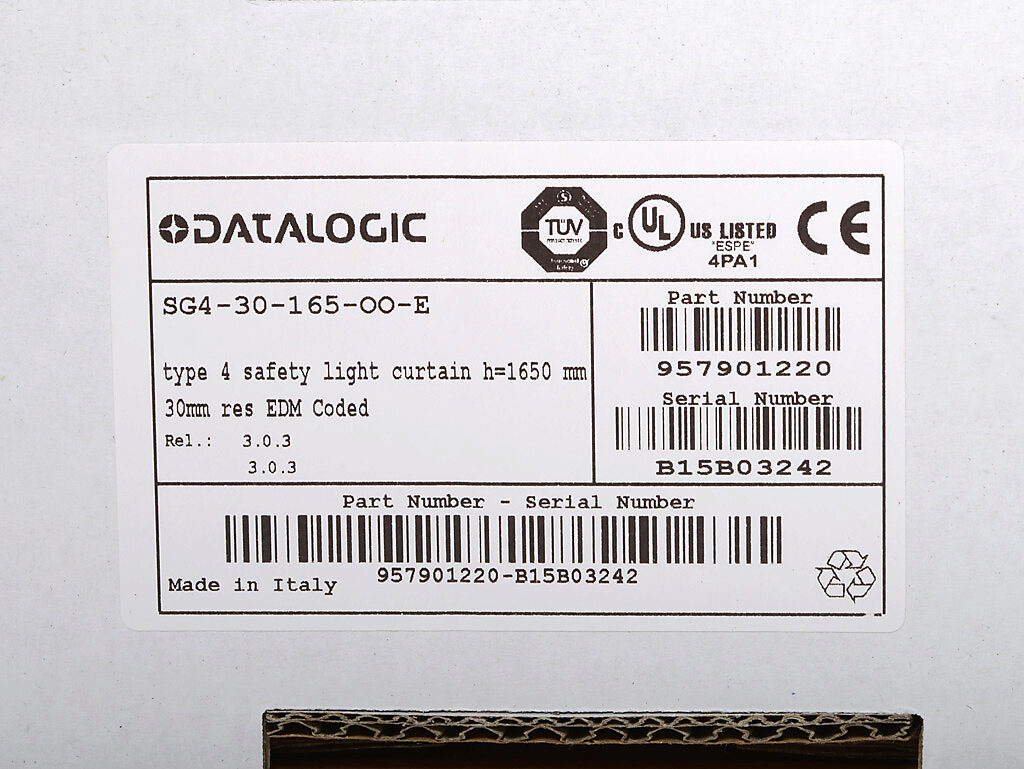 DATALOGIC
TÜV
C UL US LISTED
"ESPE"
4PA1
CE
SG4-30-165-OO-E
type 4 safety light curtain h=1650 mm
30mm res EDM Coded
Rel.: 3.0.3
3.0.3
Part Number
957901220
Serial Number
B15B03242
Part Number - Serial Number
957901220-B15B03242
Made in Italy